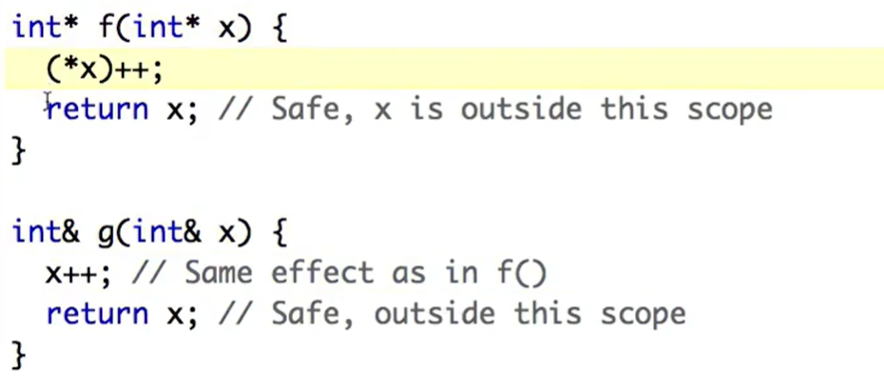 int* f(int* x) {
(*x)++;
return x; // Safe, x is outside this scope
}
int& g(int& x) {
x++; // Same effect as in f()
return x; // Safe, outside this scope
}